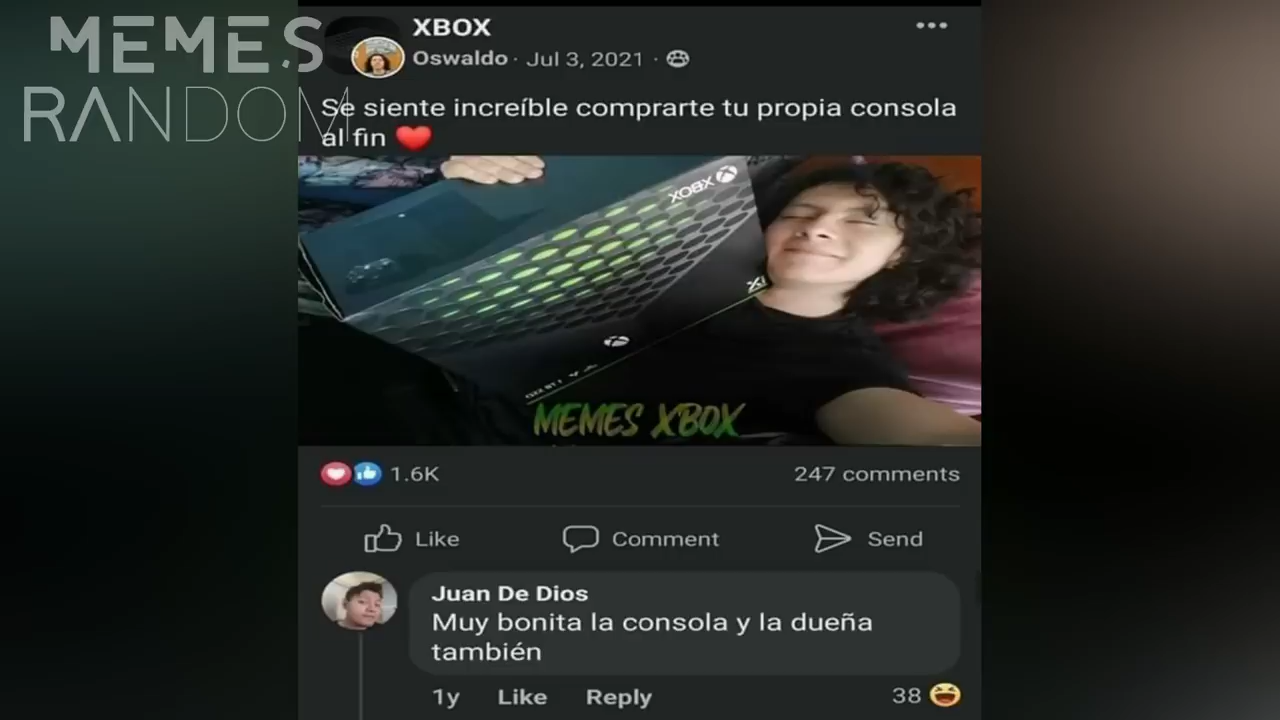 MEMES
RANDOM
XBOX
Oswaldo · Jul 3, 2021 ·
Se siente increíble comprarte tu propia consola
al fin ❤️
XBOX
MEMES XBOX
1.6K
247 comments
Like
Comment
Send
Juan De Dios
Muy bonita la consola y la dueña
también
1y
Like
Reply
38 😆